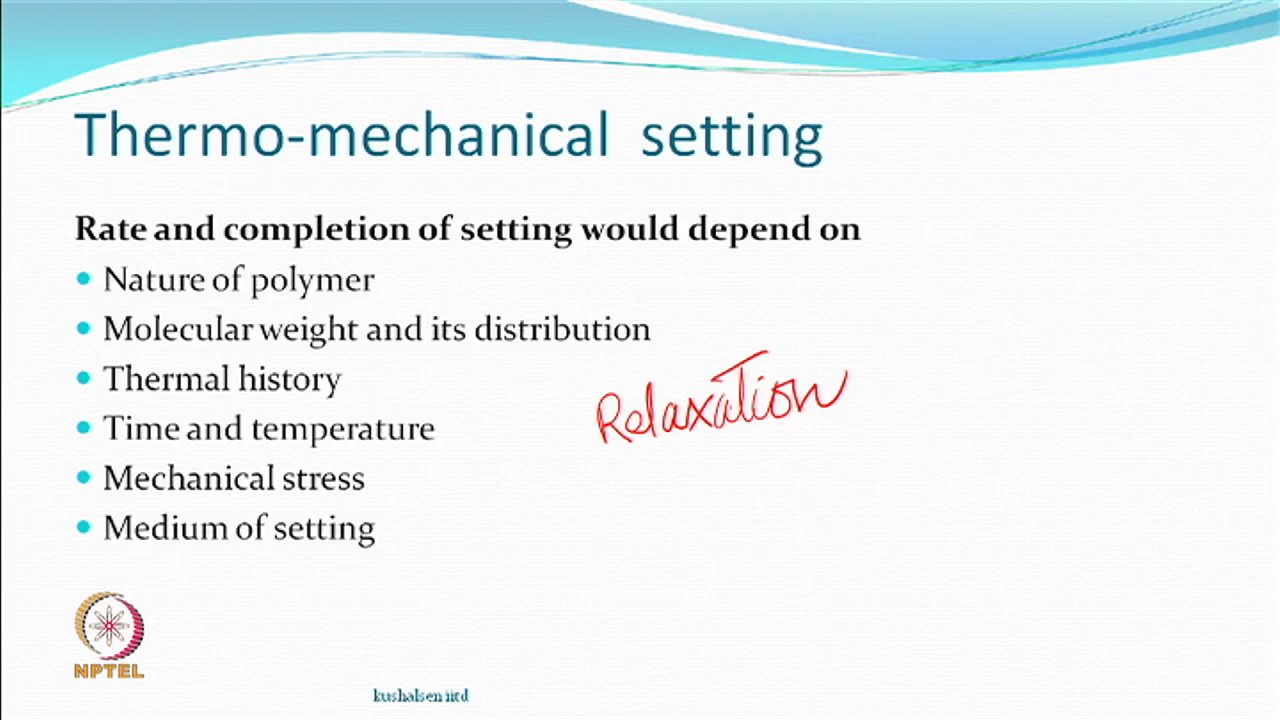 Thermo-mechanical setting
Rate and completion of setting would depend on
• Nature of polymer
• Molecular weight and its distribution
• Thermal history
Relaxation
• Time and temperature
• Mechanical stress
• Medium of setting
NPTEL
kushalsen iitd